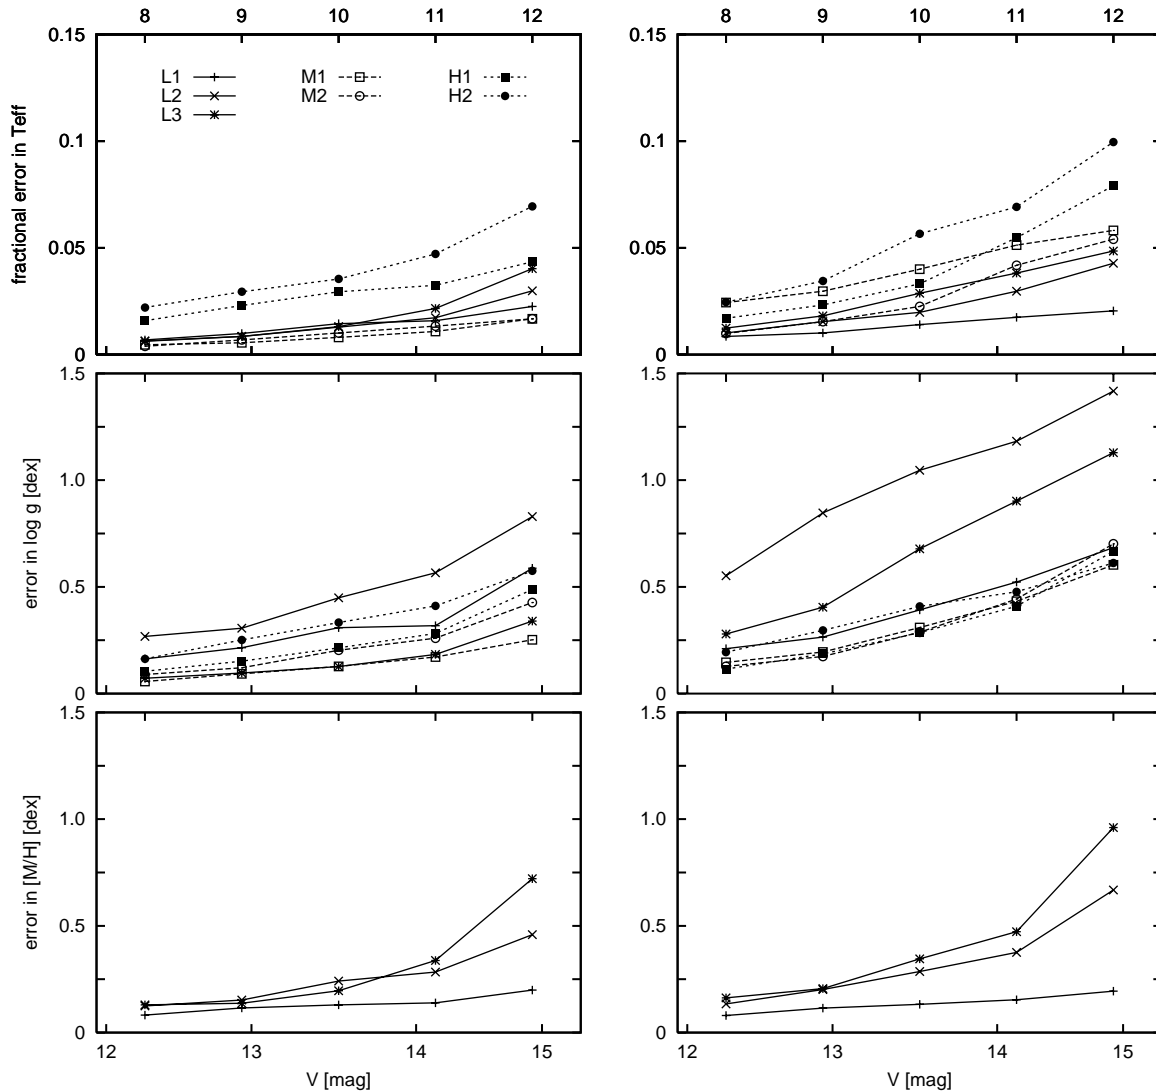 8 9 10 11 12
8 9 10 11 12
0.15
0.1
0.05
0
fractional error in Teff
L1 M1 H1
L2 M2 H2
L3
0.15
0.1
0.05
0
1.5
1.0
0.5
0
error in log g [dex]
1.5
1.0
0.5
0
1.5
1.0
0.5
0
error in [M/H] [dex]
12 13 14 15
V [mag]
1.5
1.0
0.5
0
12 13 14 15
V [mag]